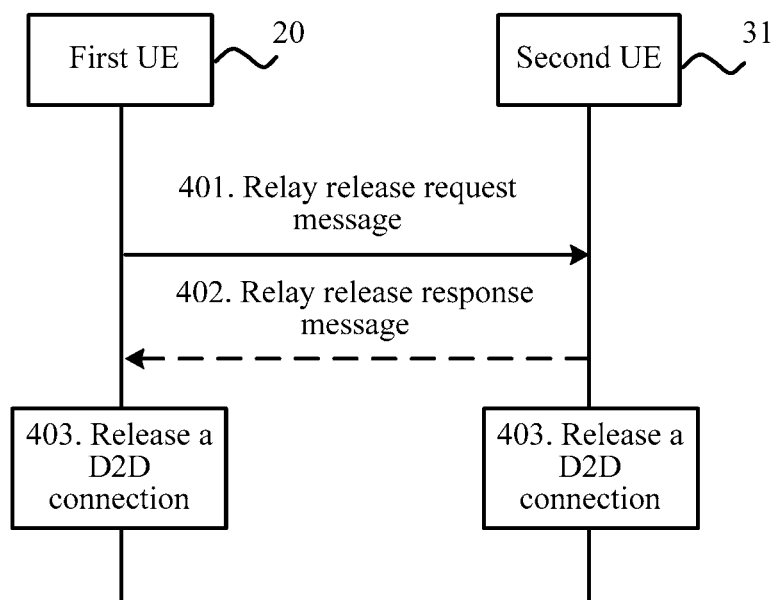 20
31
First UE
Second UE
401. Relay release request
message
402. Relay release response
message
403. Release a
D2D
connection
403. Release a
D2D
connection